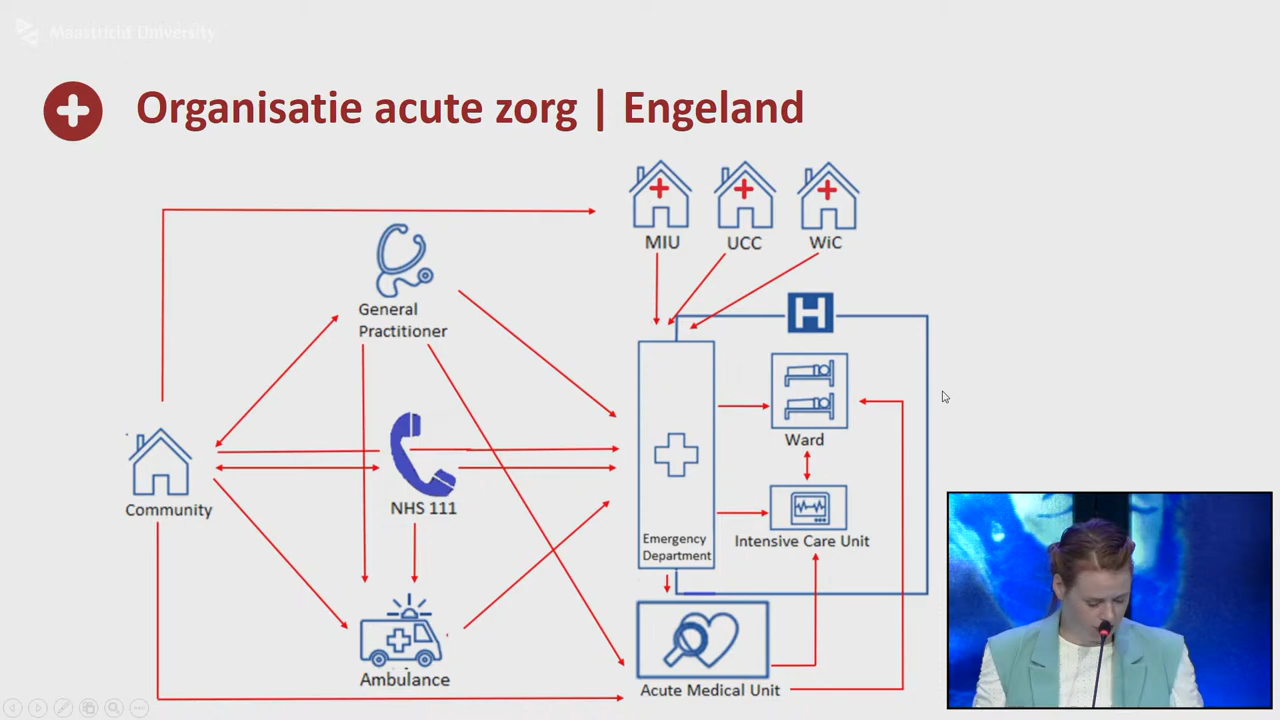 Maastricht University
Organisatie acute zorg | Engeland
MIU
UCC
WiC
General
Practitioner
H
Ward
Community
NHS 111
Emergency
Department
Intensive Care Unit
Ambulance
Acute Medical Unit